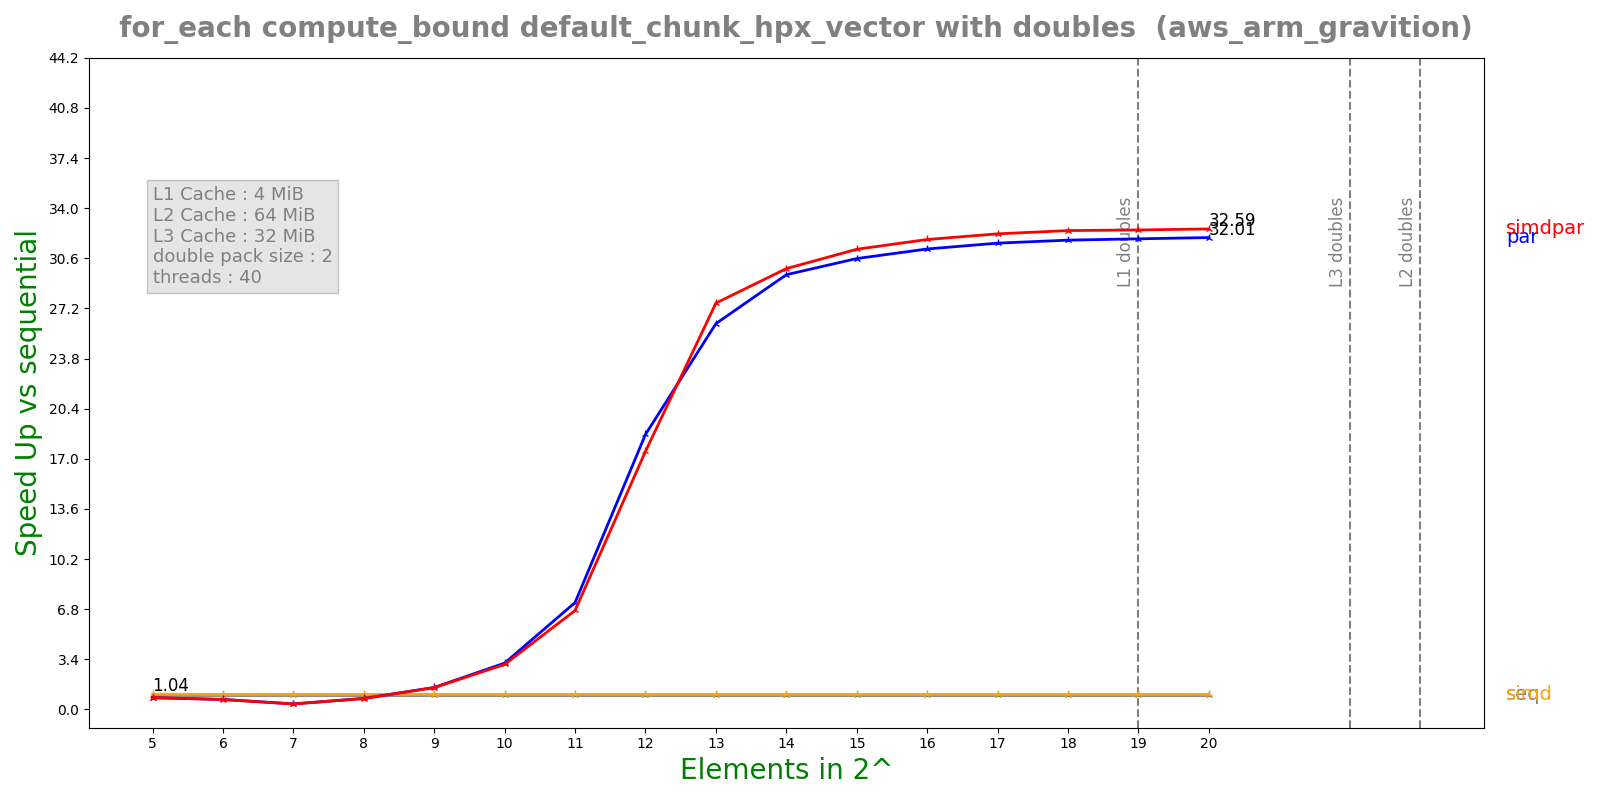 for_each compute_bound default_chunk_hpx_vector with doubles  (aws_arm_gravition)
Speed Up vs sequential
44.2
40.8
37.4
34.0
30.6
27.2
23.8
20.4
17.0
13.6
10.2
6.8
3.4
0.0
L1 Cache : 4 MiB
L2 Cache : 64 MiB
L3 Cache : 32 MiB
double pack size : 2
threads : 40
1.04
L1 doubles
32.59
32.01
L3 doubles
L2 doubles
simdpar
par
simd
seq
5 6 7 8 9 10 11 12 13 14 15 16 17 18 19 20
Elements in 2^